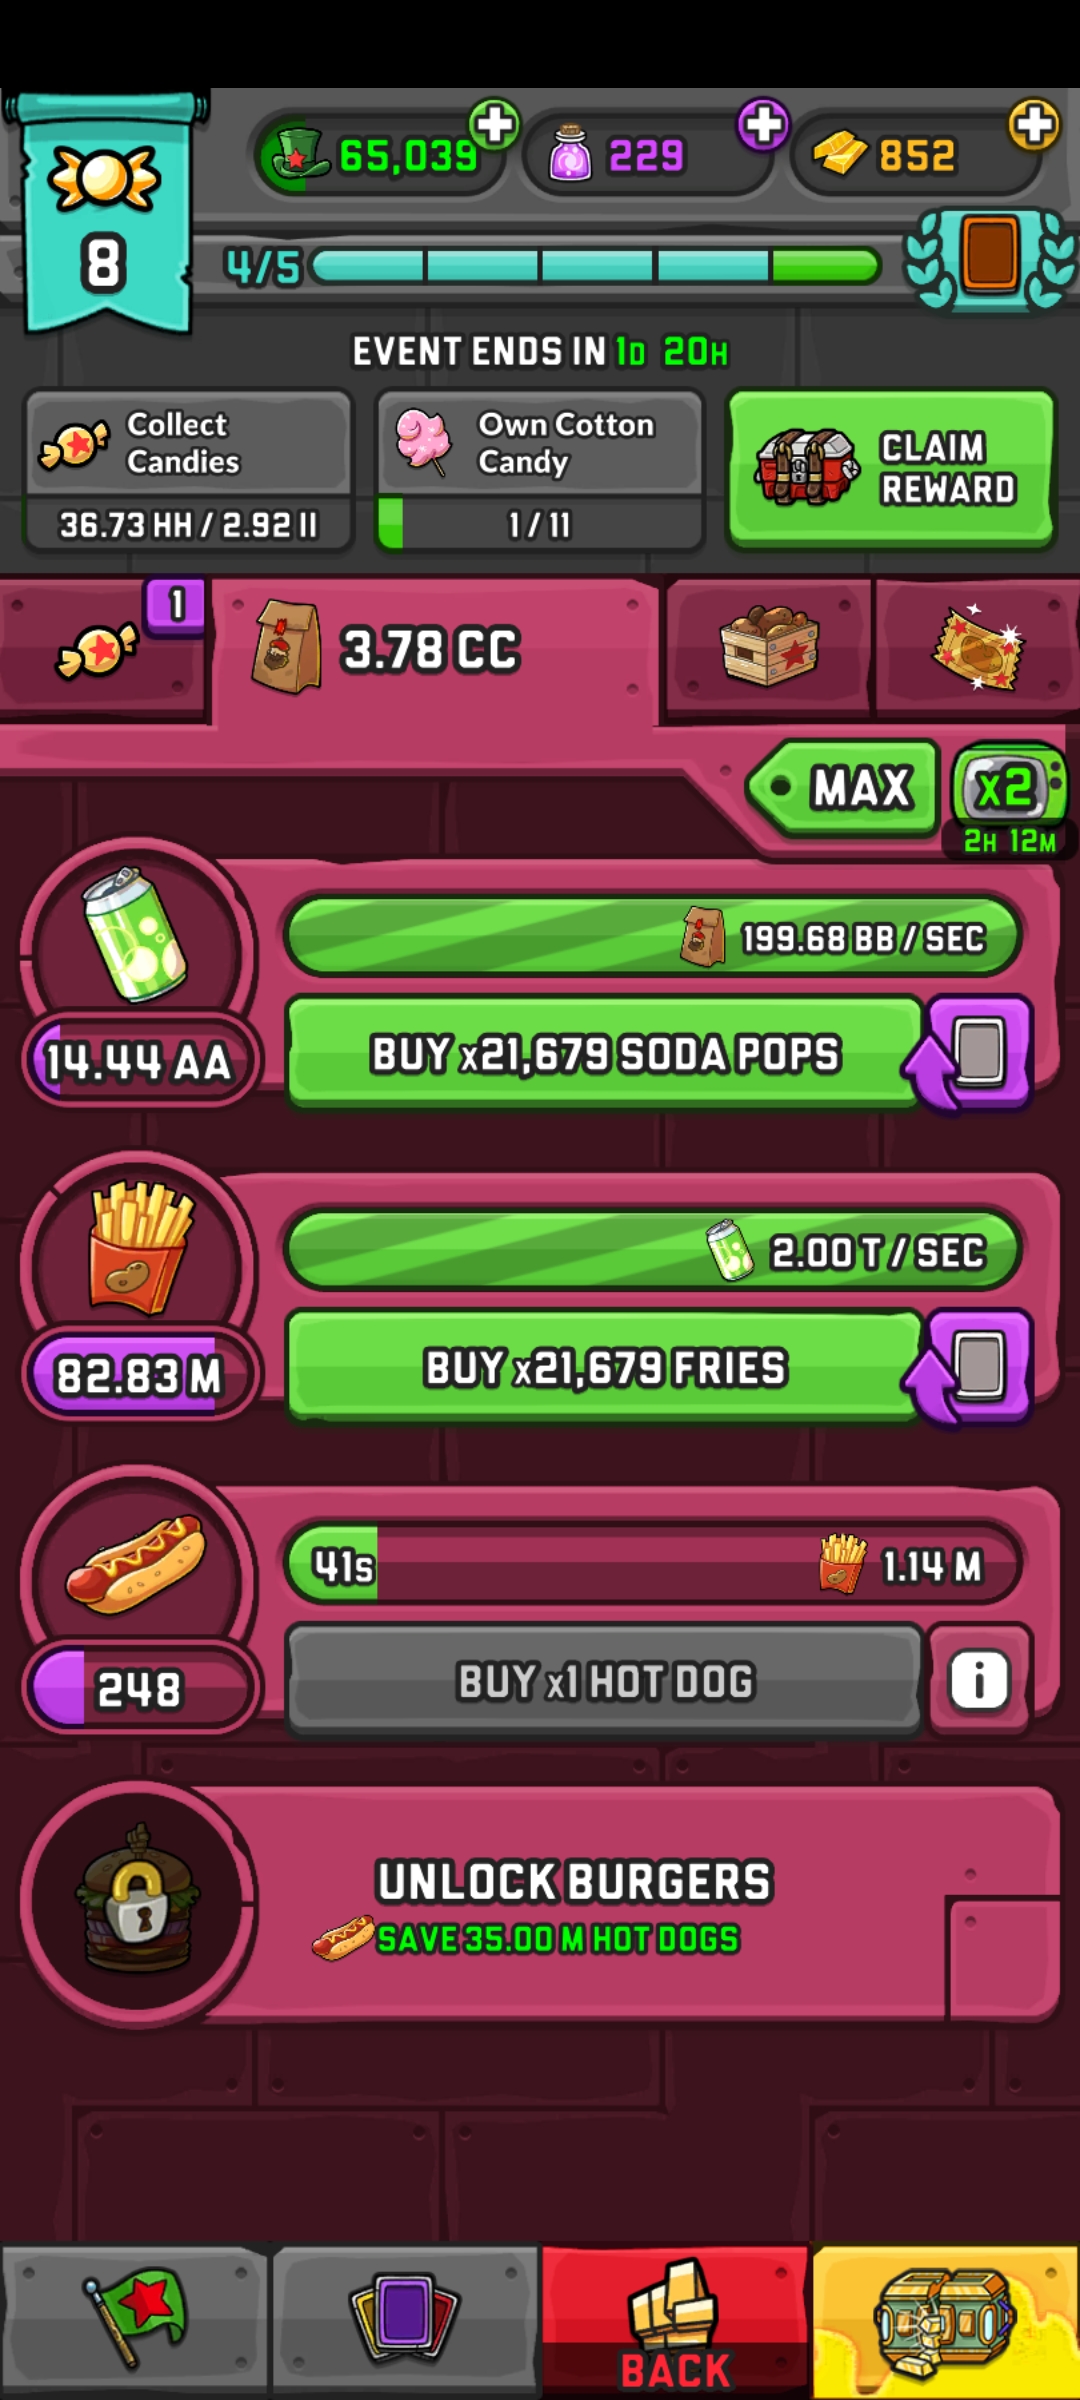 65,039
229
852
8
4/5
EVENT ENDS IN 1D 20H
Collect
Candies
36.73 HH / 2.92 II
Own Cotton
Candy
1 / 11
CLAIM
REWARD
1
3.78 CC
MAX
x2
2H 12M
199.68 BB / SEC
14.44 AA
BUY x21,679 SODA POPS
2.00 T / SEC
82.83 M
BUY x21,679 FRIES
41s
1.14 M
248
BUY x1 HOT DOG
i
UNLOCK BURGERS
SAVE 35.00 M HOT DOGS
BACK